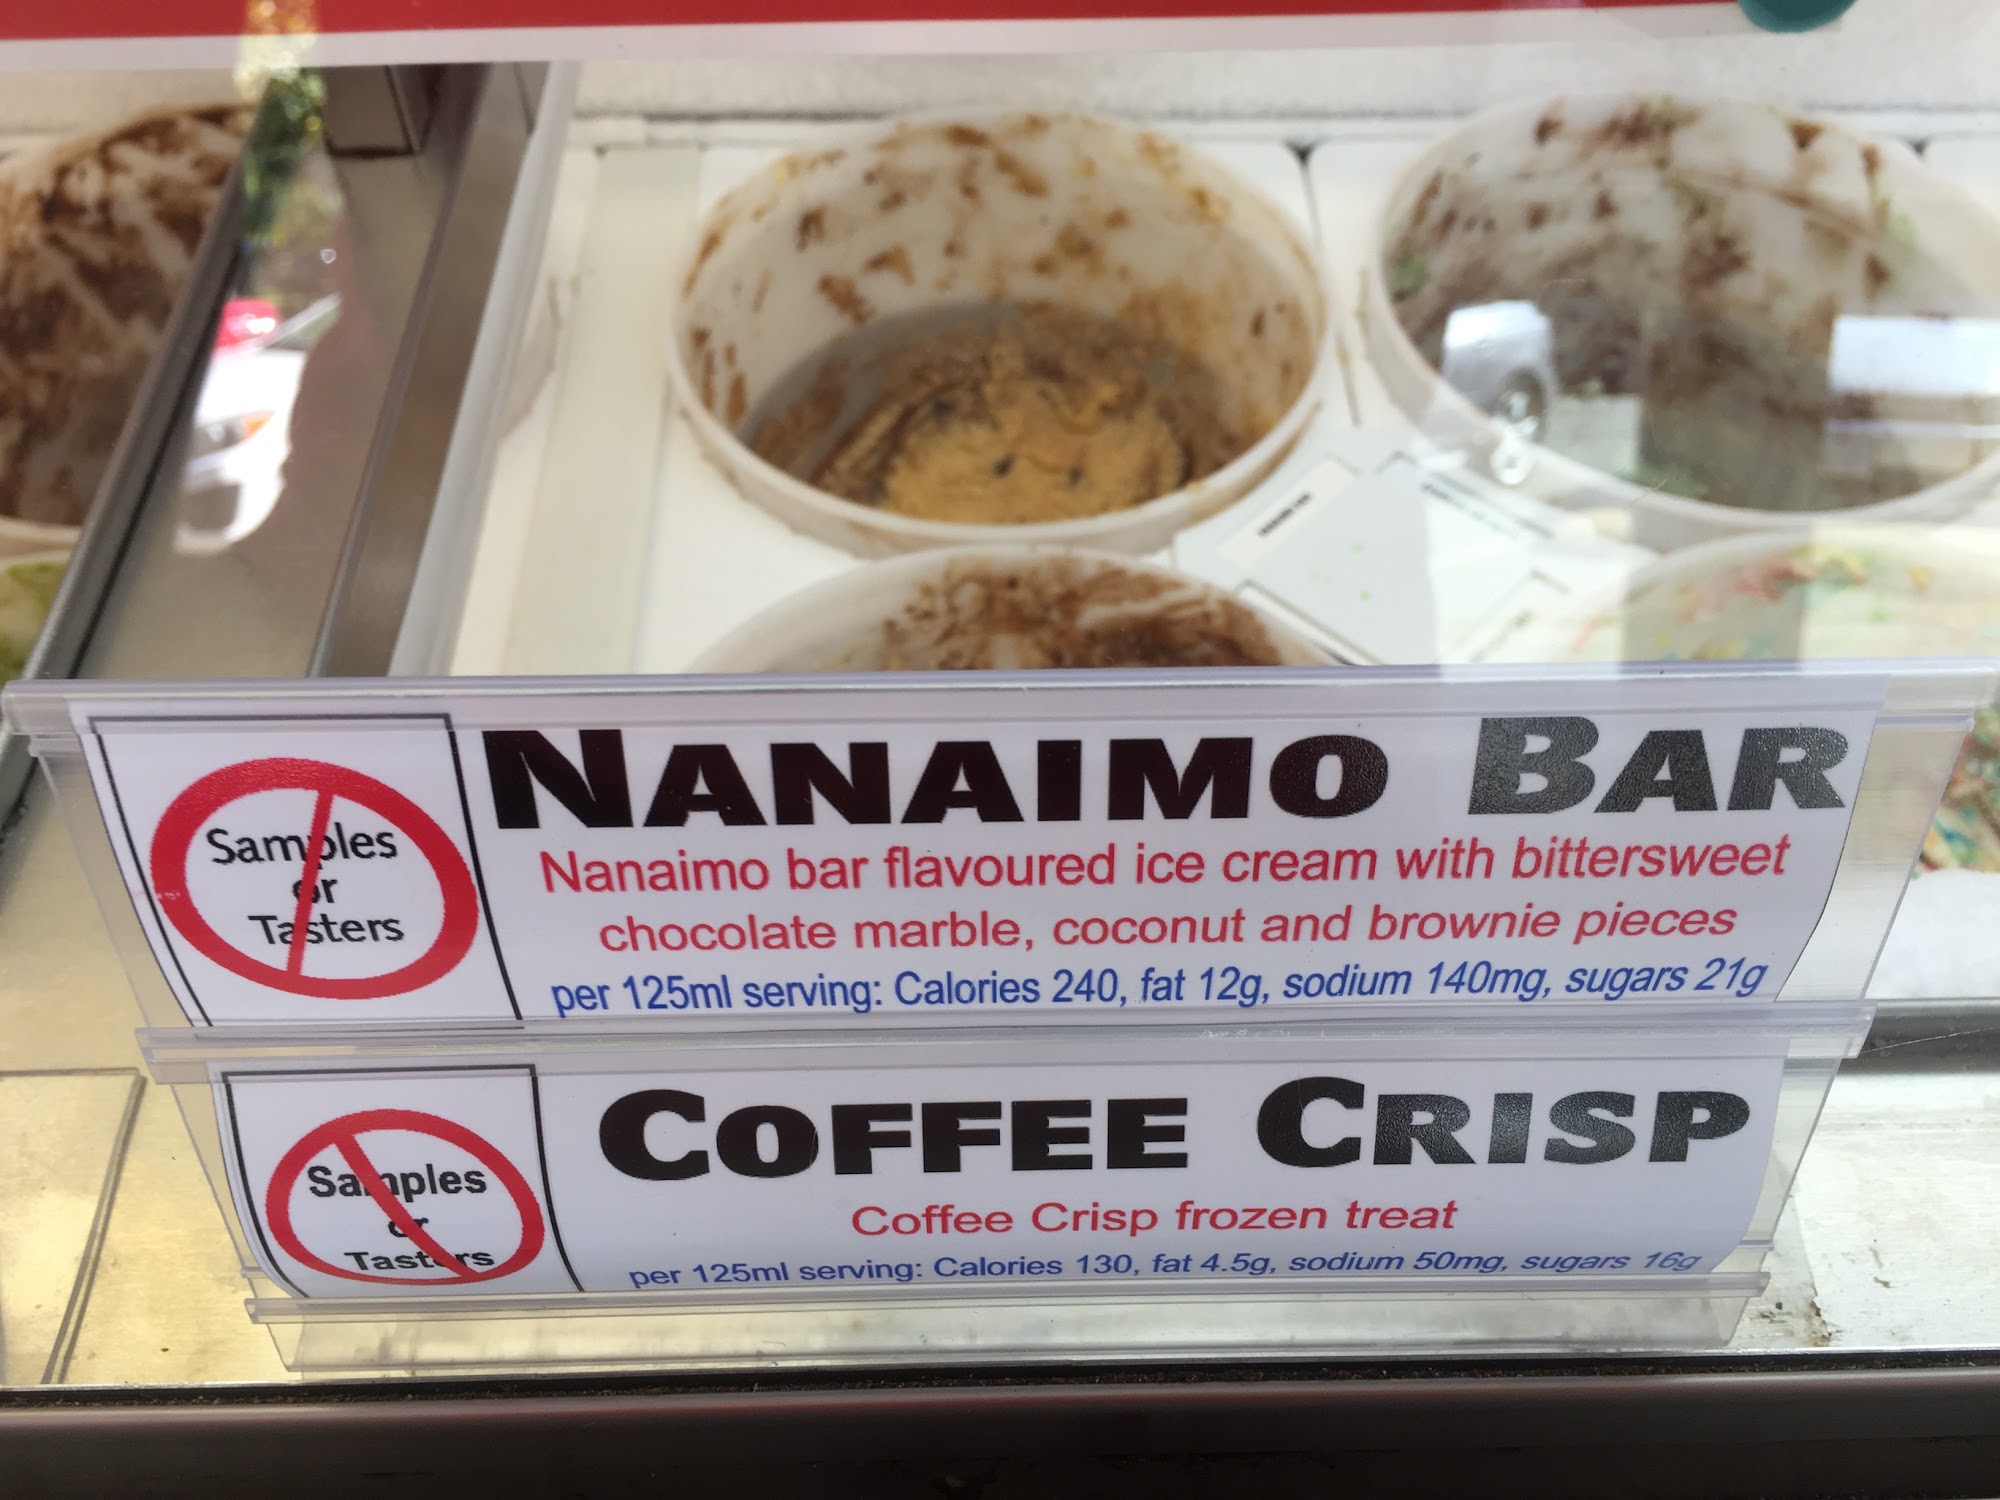 Samples
or
Tasters
NANAIMO BAR
Nanaimo bar flavoured ice cream with bittersweet
chocolate marble, coconut and brownie pieces
per 125ml serving: Calories 240, fat 12g, sodium 140mg, sugars 21g
Samples
or
Tasters
COFFEE CRISP
Coffee Crisp frozen treat
per 125ml serving: Calories 130, fat 4.5g, sodium 50mg, sugars 16g